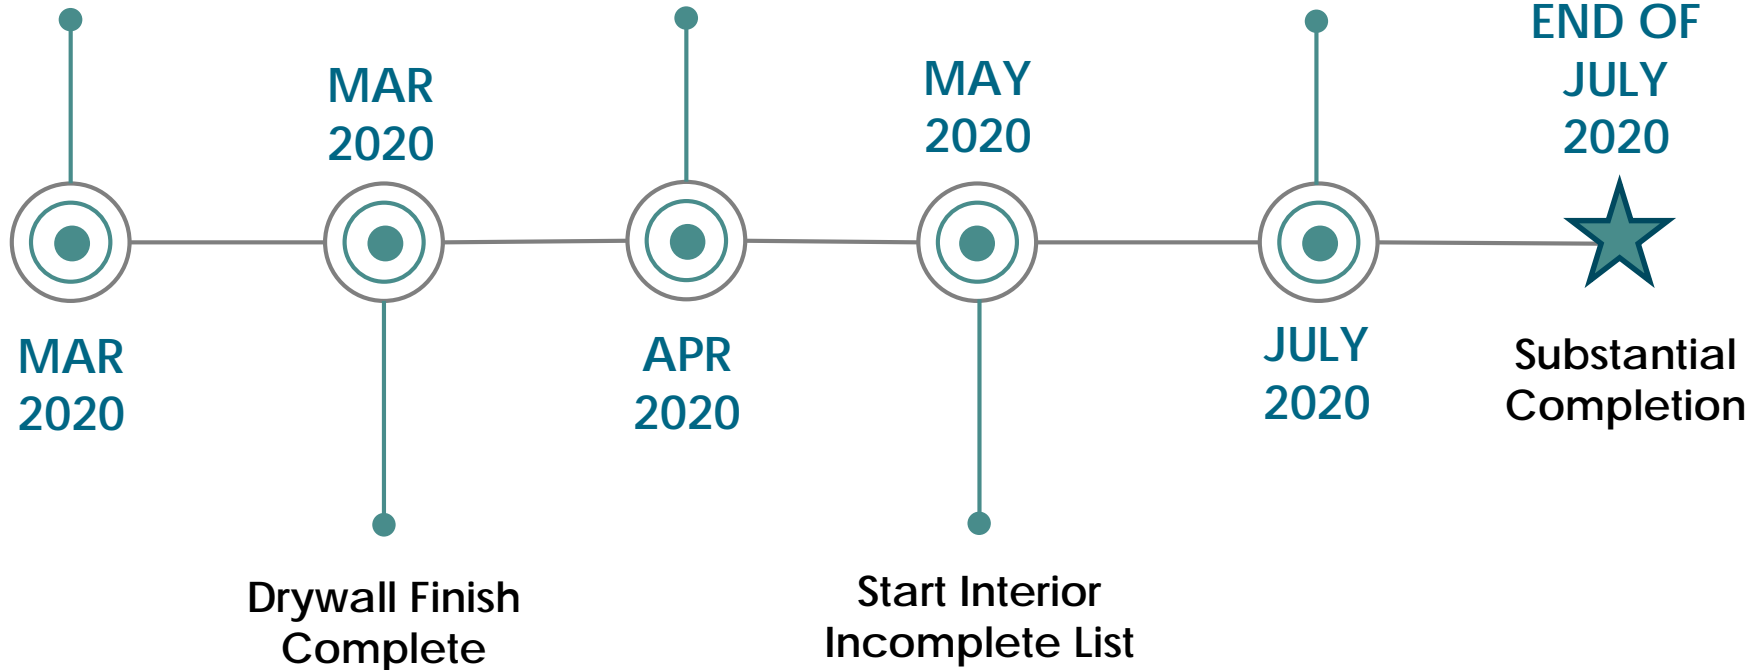 MAR
2020
MAR
2020
Drywall Finish
Complete
APR
2020
MAY
2020
Start Interior
Incomplete List
JULY
2020
END OF
JULY
2020
Substantial
Completion